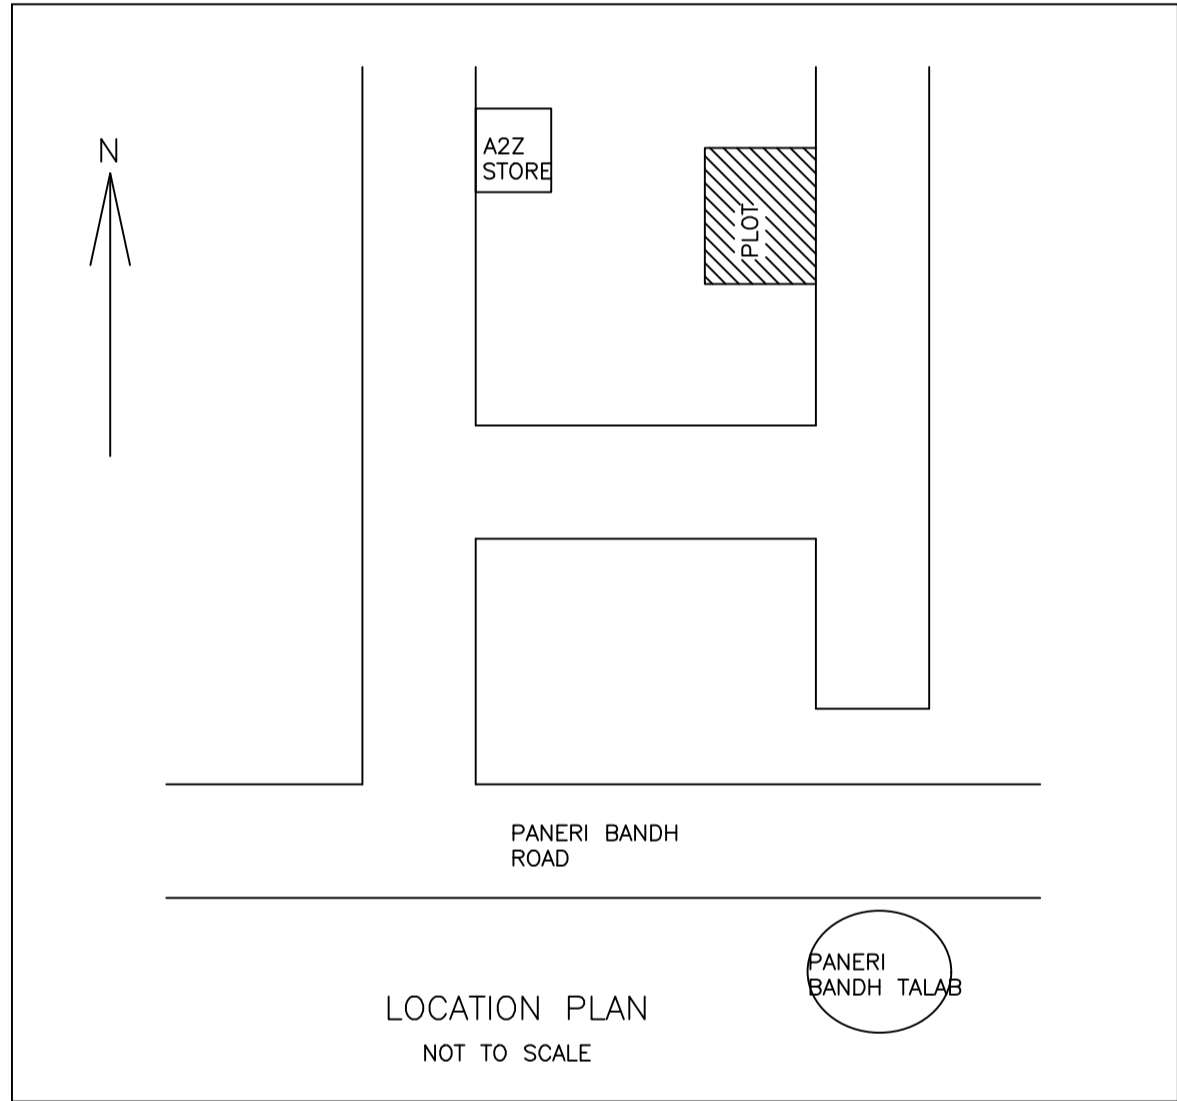 N
A2Z
STORE
PLOT
PANERI BANDH
ROAD
PANERI
BANDH TALAB
LOCATION PLAN
NOT TO SCALE